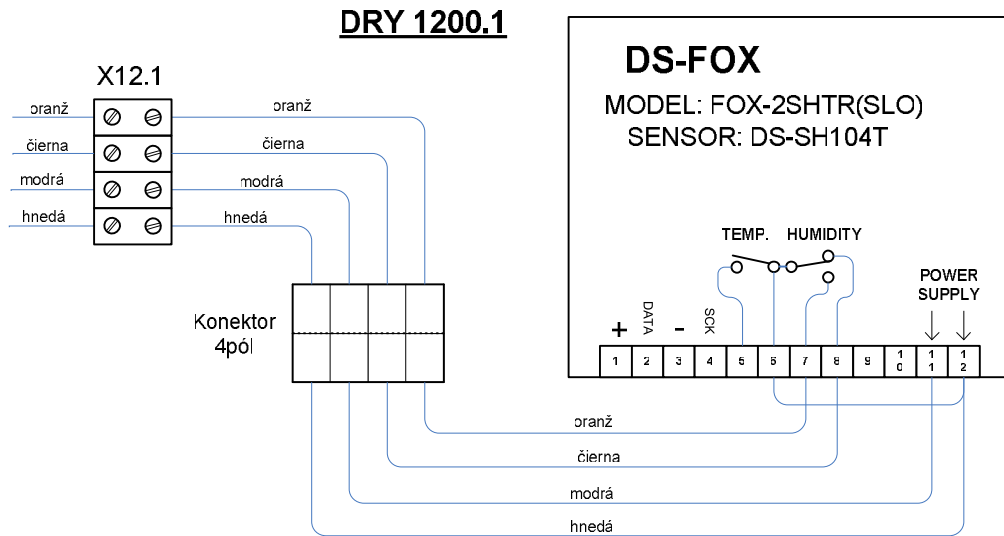 DRY 1200.1
X12.1
oranž
čierna
modrá
hnedá
oranž
čierna
modrá
hnedá
Konektor
4pól
DS-FOX
MODEL: FOX-2SHTR(SLO)
SENSOR: DS-SH104T
TEMP. HUMIDITY
POWER
SUPPLY
+ DATA - SCK
1 2 3 4 5 6 7 8 9 10 11 12
oranž
čierna
modrá
hnedá